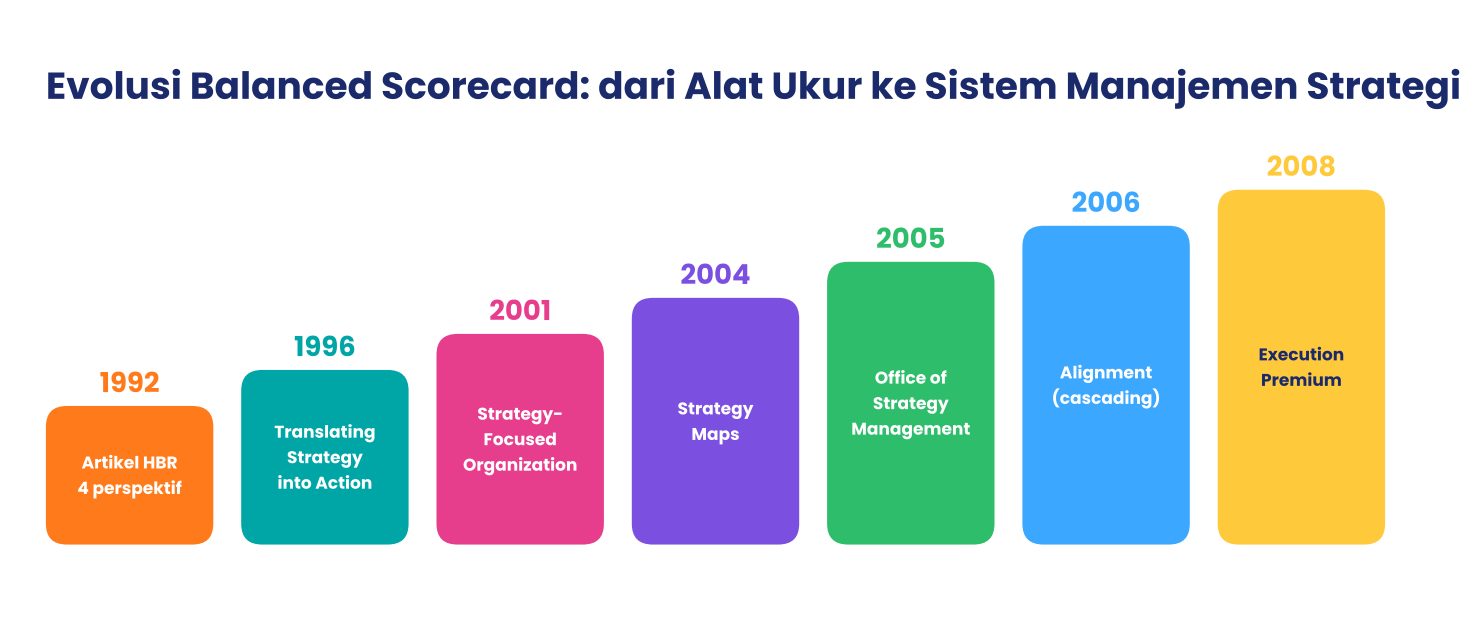 Evolusi Balanced Scorecard: dari Alat Ukur ke Sistem Manajemen Strategi
1992
Artikel HBR
4 perspektif
1996
Translating
Strategy
into Action
2001
Strategy-
Focused
Organization
2004
Strategy
Maps
2005
Office of
Strategy
Management
2006
Alignment
(cascading)
2008
Execution
Premium